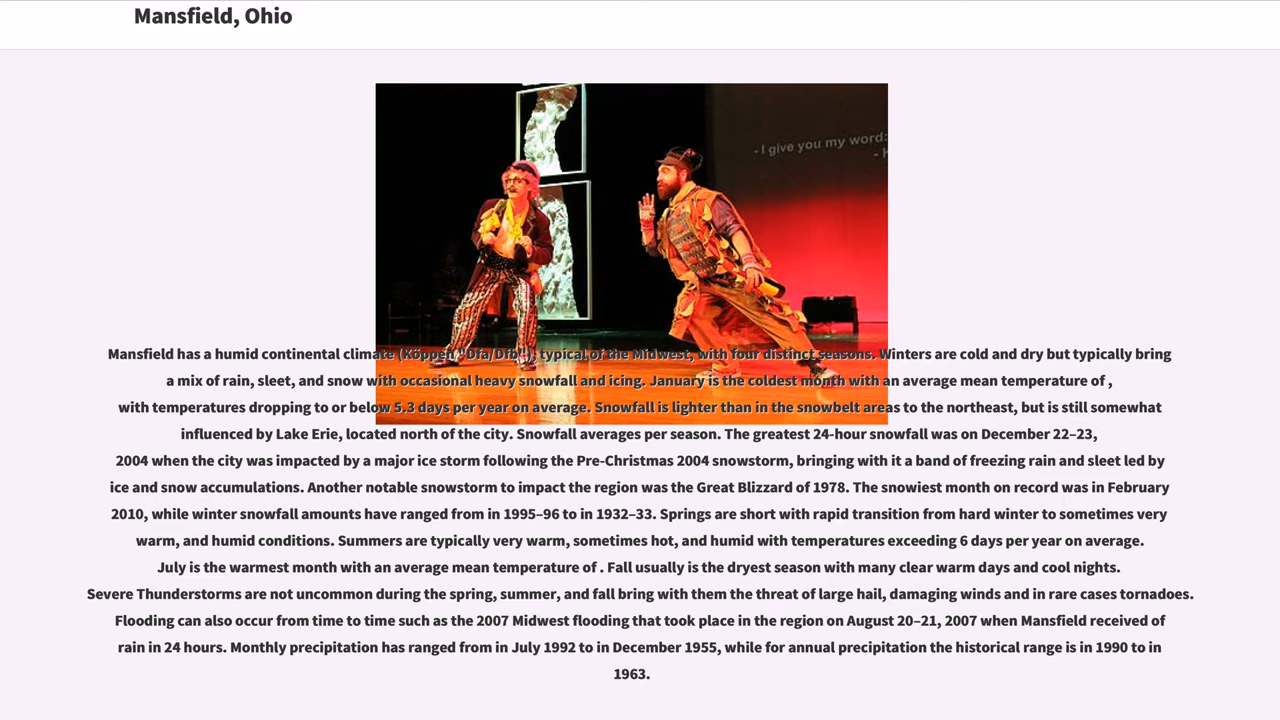 Mansfield, Ohio
- I give you my word:
- K
Mansfield has a humid continental climate (Köppen "Dfa/Dfb"), typical of the Midwest, with four distinct seasons. Winters are cold and dry but typically bring
a mix of rain, sleet, and snow with occasional heavy snowfall and icing. January is the coldest month with an average mean temperature of ,
with temperatures dropping to or below 5.3 days per year on average. Snowfall is lighter than in the snowbelt areas to the northeast, but is still somewhat
influenced by Lake Erie, located north of the city. Snowfall averages per season. The greatest 24-hour snowfall was on December 22–23,
2004 when the city was impacted by a major ice storm following the Pre-Christmas 2004 snowstorm, bringing with it a band of freezing rain and sleet led by
ice and snow accumulations. Another notable snowstorm to impact the region was the Great Blizzard of 1978. The snowiest month on record was in February
2010, while winter snowfall amounts have ranged from in 1995–96 to in 1932–33. Springs are short with rapid transition from hard winter to sometimes very
warm, and humid conditions. Summers are typically very warm, sometimes hot, and humid with temperatures exceeding 6 days per year on average.
July is the warmest month with an average mean temperature of . Fall usually is the dryest season with many clear warm days and cool nights.
Severe Thunderstorms are not uncommon during the spring, summer, and fall bring with them the threat of large hail, damaging winds and in rare cases tornadoes.
Flooding can also occur from time to time such as the 2007 Midwest flooding that took place in the region on August 20–21, 2007 when Mansfield received of
rain in 24 hours. Monthly precipitation has ranged from in July 1992 to in December 1955, while for annual precipitation the historical range is in 1990 to in
1963.